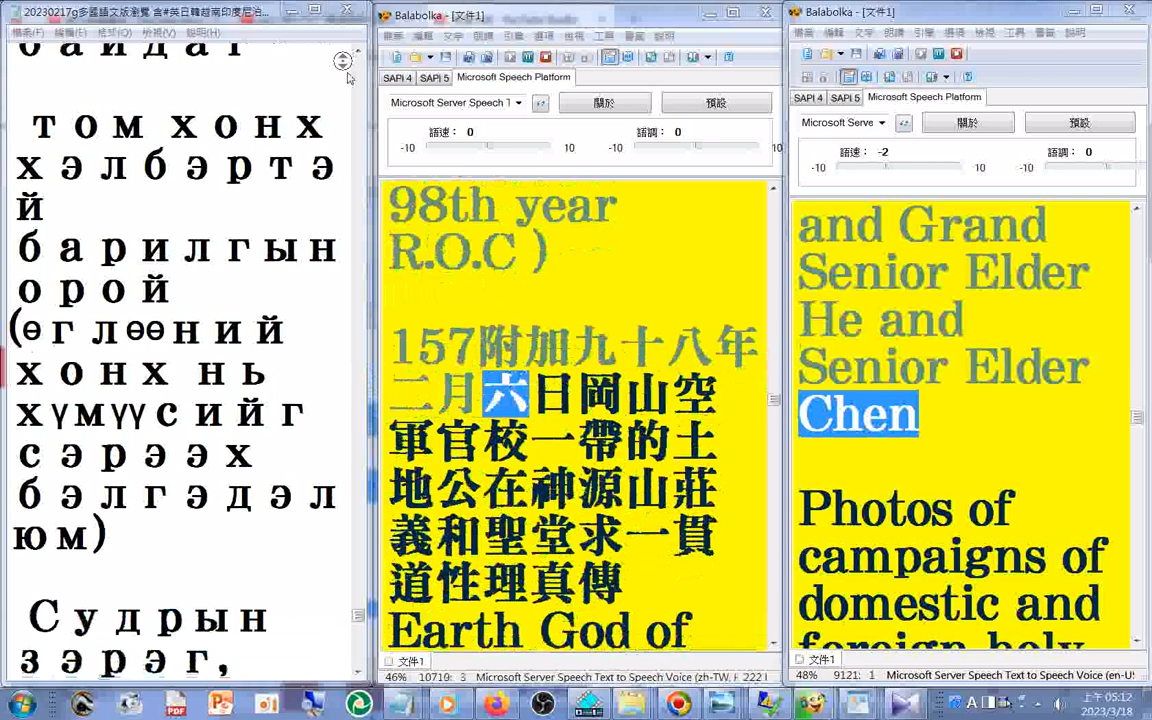 20230217g多國語文版瀏覽 含#英日韓越南印度尼泊...
檔案(F) 編輯(E) 格式(O) 檢視(V) 說明(H)
байдаг
том хонх
хэлбэртэ
й
барилгын
орой
(өглөөний
хонх нь
хүмүүсийг
сэрээх
бэлгэдэл
юм)
Судрын
зэрэг,
Balabolka - [文件1]
SAPI 4 SAPI 5 Microsoft Speech Platform
Microsoft Server Speech T 關於 預設
語速： 0 語調： 0
-10 10 -10 10
98th year
R.O.C )
157附加九十八年
二月六日岡山空
軍官校一帶的土
地公在神源山莊
義和聖堂求一貫
道性理真傳
Earth God of
文件1
46% 10719: 3 Microsoft Server Speech Text to Speech Voice (zh-TW,
Balabolka - [文件1]
SAPI 4 SAPI 5 Microsoft Speech Platform
Microsoft Serve 關於 預設
語速： -2 語調： 0
-10 10 -10
and Grand
Senior Elder
He and
Senior Elder
Chen
Photos of
campaigns of
domestic and
foreign holy
文件1
48% 9121: 1 Microsoft Server Speech Text to Speech Voice (en-U
上午 05:12
2023/3/18